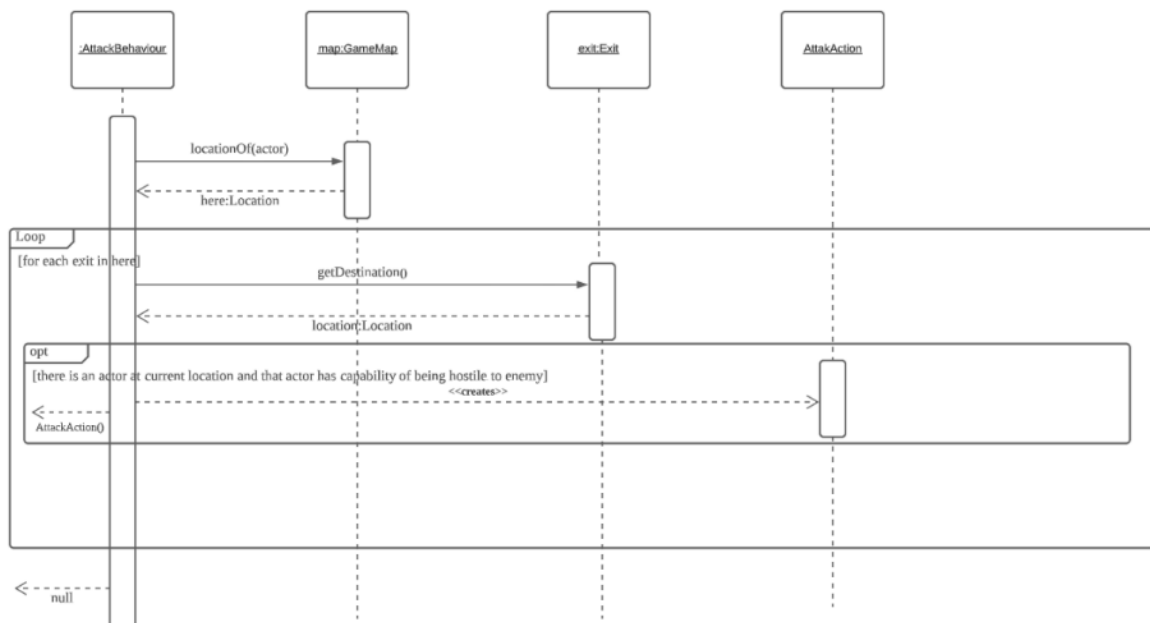 :AttackBehaviour
map:GameMap
exit:Exit
AttakAction
locationOf(actor)
here:Location
Loop
[for each exit in here]
getDestination()
location:Location
opt
[there is an actor at current location and that actor has capability of being hostile to enemy]
<<creates>>
AttackAction()
null